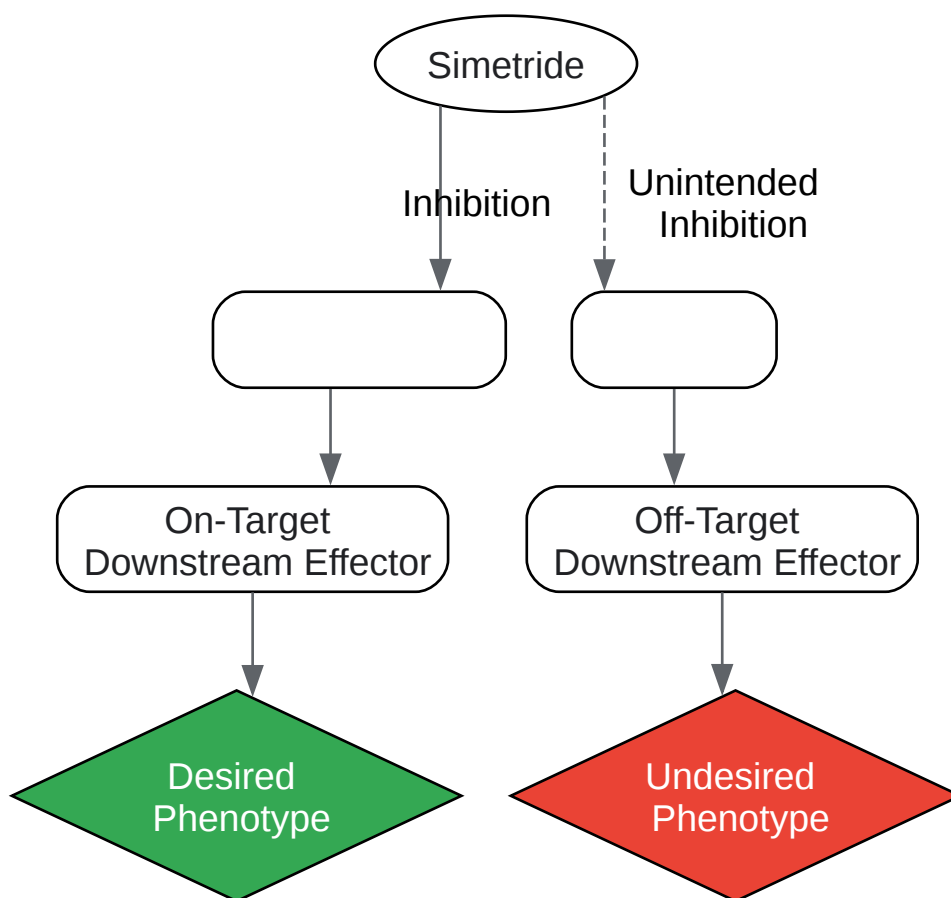 Simetride
Inhibition
Unintended
Inhibition
On-Target
Downstream Effector
Off-Target
Downstream Effector
Desired
Phenotype
Undesired
Phenotype